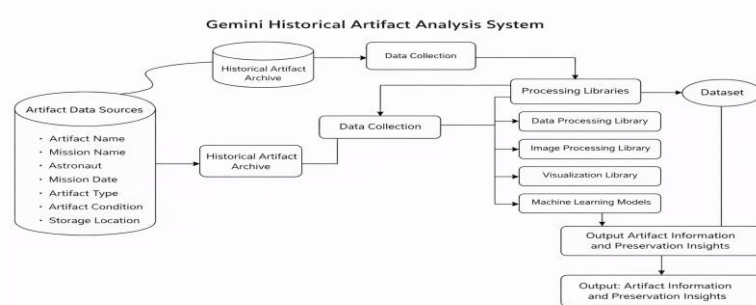 Gemini Historical Artifact Analysis System
Historical Artifact
Archive
Data Collection
Processing Libraries
Dataset
Artifact Data Sources
• Artifact Name
• Mission Name
• Astronaut
• Mission Date
• Artifact Type
• Artifact Condition
• Storage Location
Historical Artifact
Archive
Data Collection
Data Processing Library
Image Processing Library
Visualization Library
Machine Learning Models
Output Artifact Information
and Preservation Insights
Output: Artifact Information
and Preservation Insights